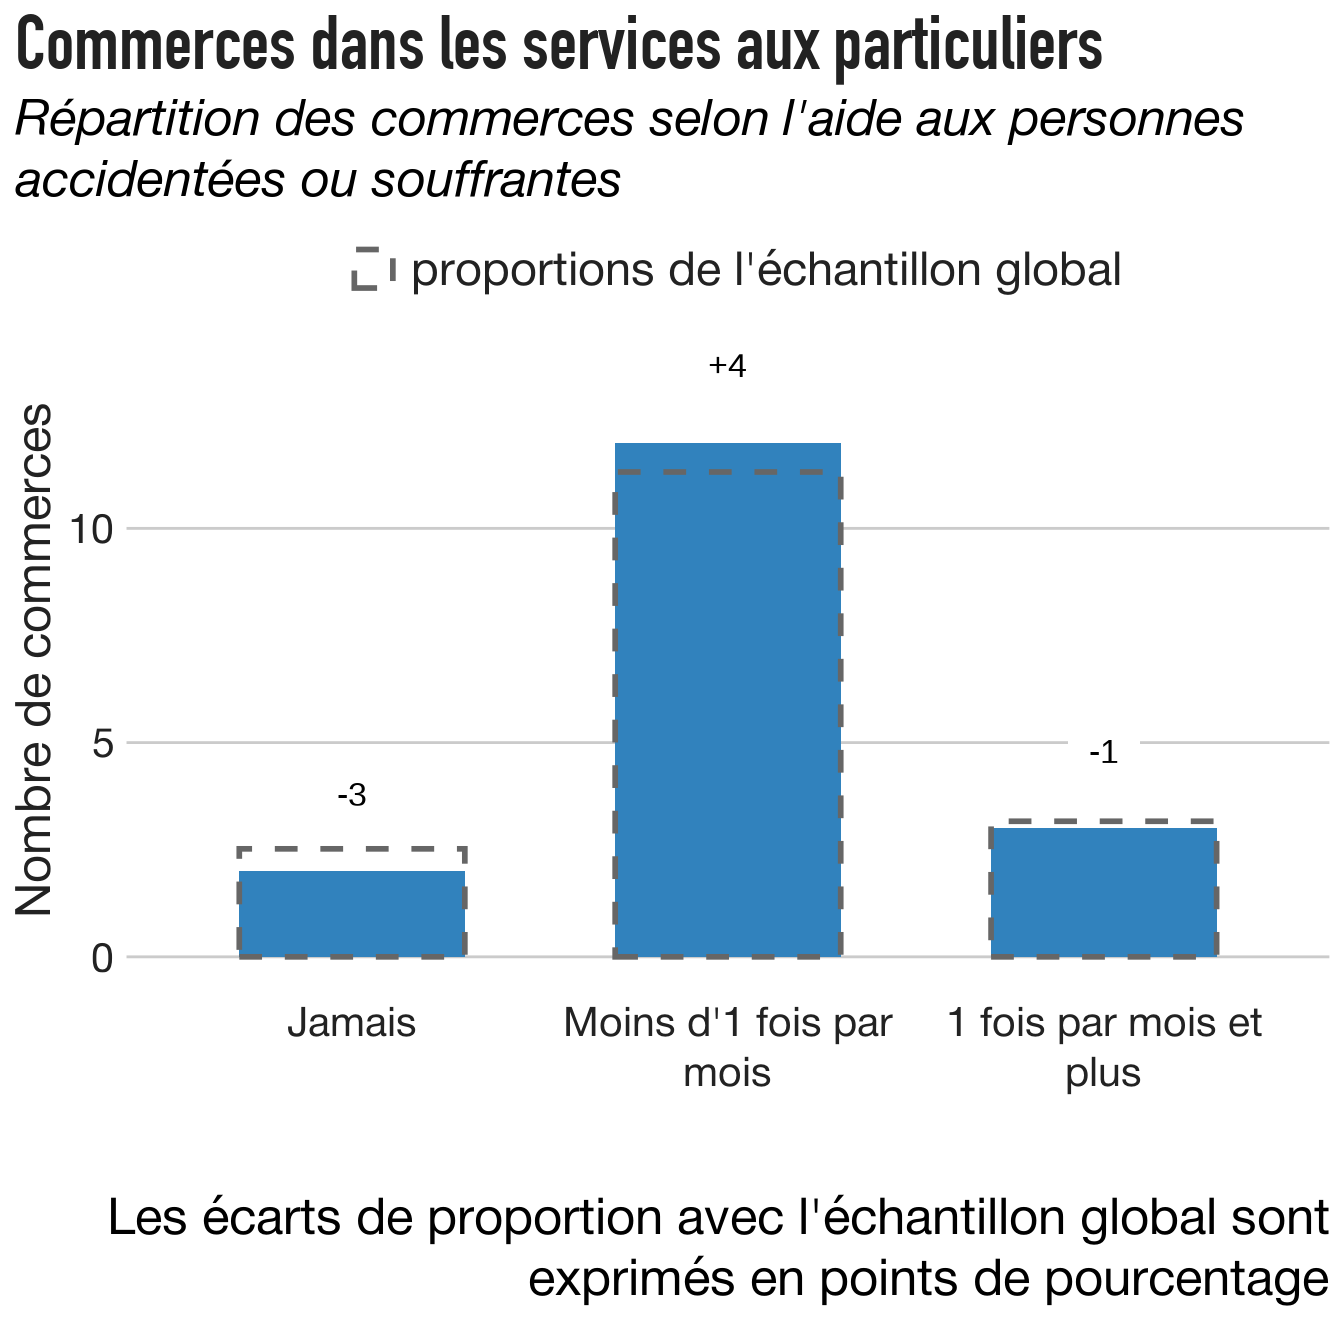 Commerces dans les services aux particuliers
Répartition des commerces selon l'aide aux personnes
accidentées ou souffrantes
proportions de l'échantillon global
Nombre de commerces
+4
10
5
-1
-3
0
Jamais
Moins d'1 fois par
mois
1 fois par mois et
plus
Les écarts de proportion avec l'échantillon global sont
exprimés en points de pourcentage